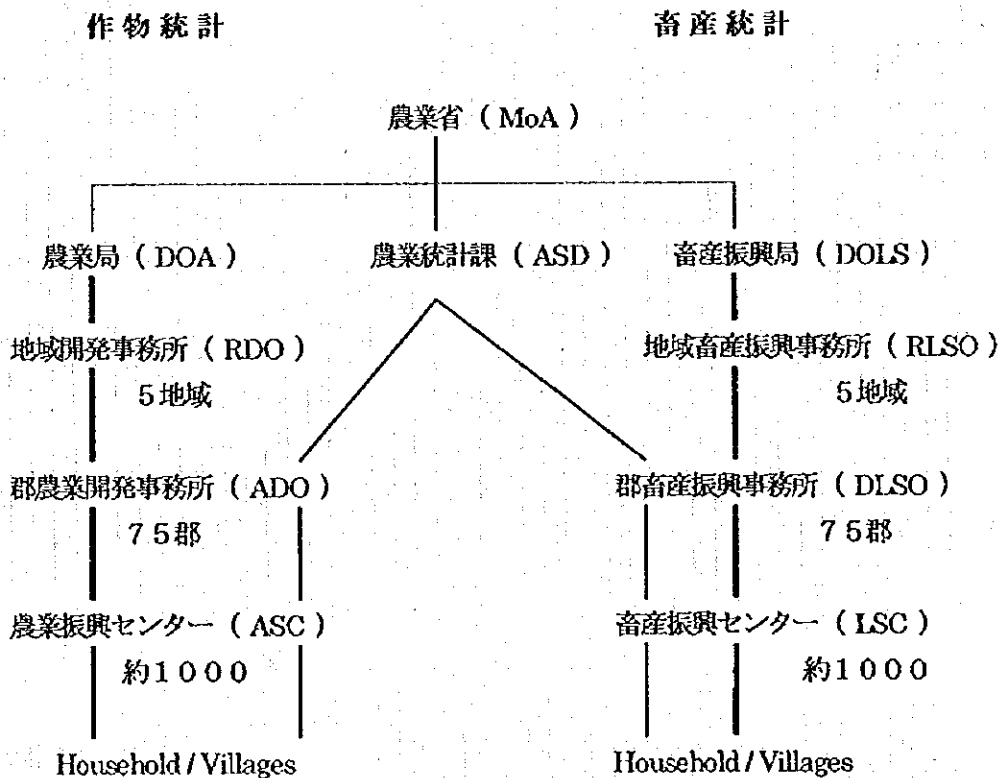 作物統計 畜産統計
農業省 ( MoA )
農業局 ( DOA ) 農業統計課 ( ASD ) 畜産振興局 ( DOLS )
地域開発事務所 ( RDO ) 地域畜産振興事務所 ( RLSO )
5地域 5地域
郡農業開発事務所 ( ADO ) 郡畜産振興事務所 ( DLSO )
75郡 75郡
農業振興センター ( ASC ) 畜産振興センター ( LSC )
約1000 約1000
Household / Villages Household / Villages